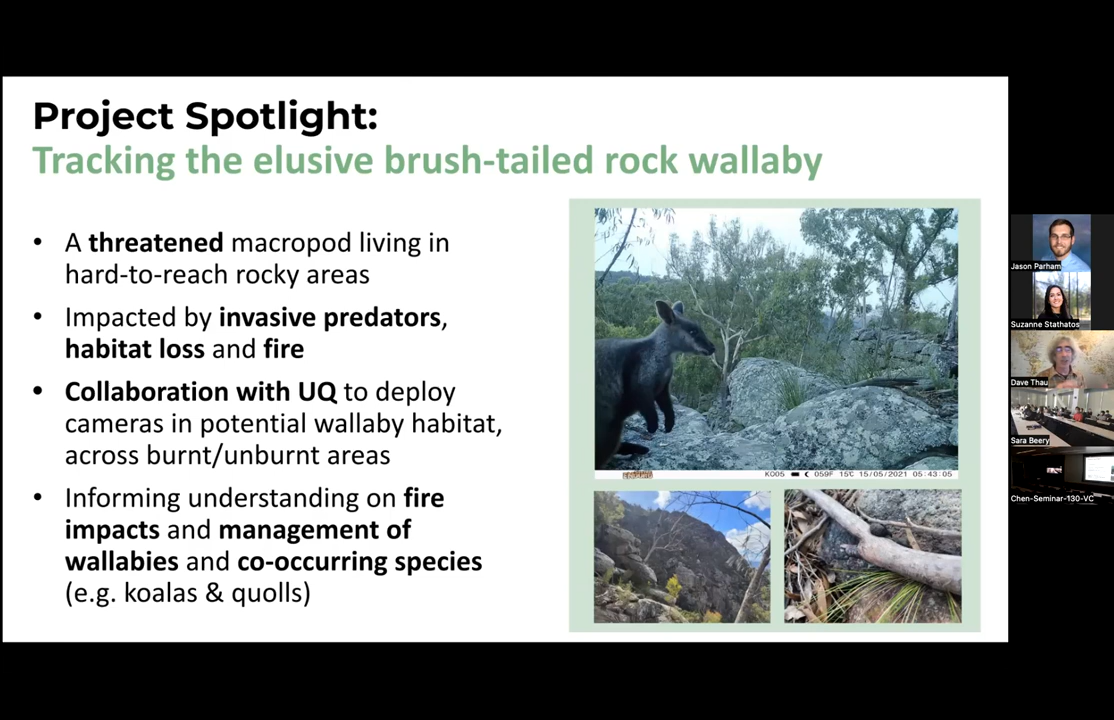 Project Spotlight:
Tracking the elusive brush-tailed rock wallaby
• A threatened macropod living in
hard-to-reach rocky areas
• Impacted by invasive predators,
habitat loss and fire
• Collaboration with UQ to deploy
cameras in potential wallaby habitat,
across burnt/unburnt areas
• Informing understanding on fire
impacts and management of
wallabies and co-occurring species
(e.g. koalas & quolls)
K005 059F 15℃ 15/05/2021 05:43:05
Jason Parham
Suzanne Stathatos
Dave Thau
Sara Beery
Chen-Seminar-130-VC